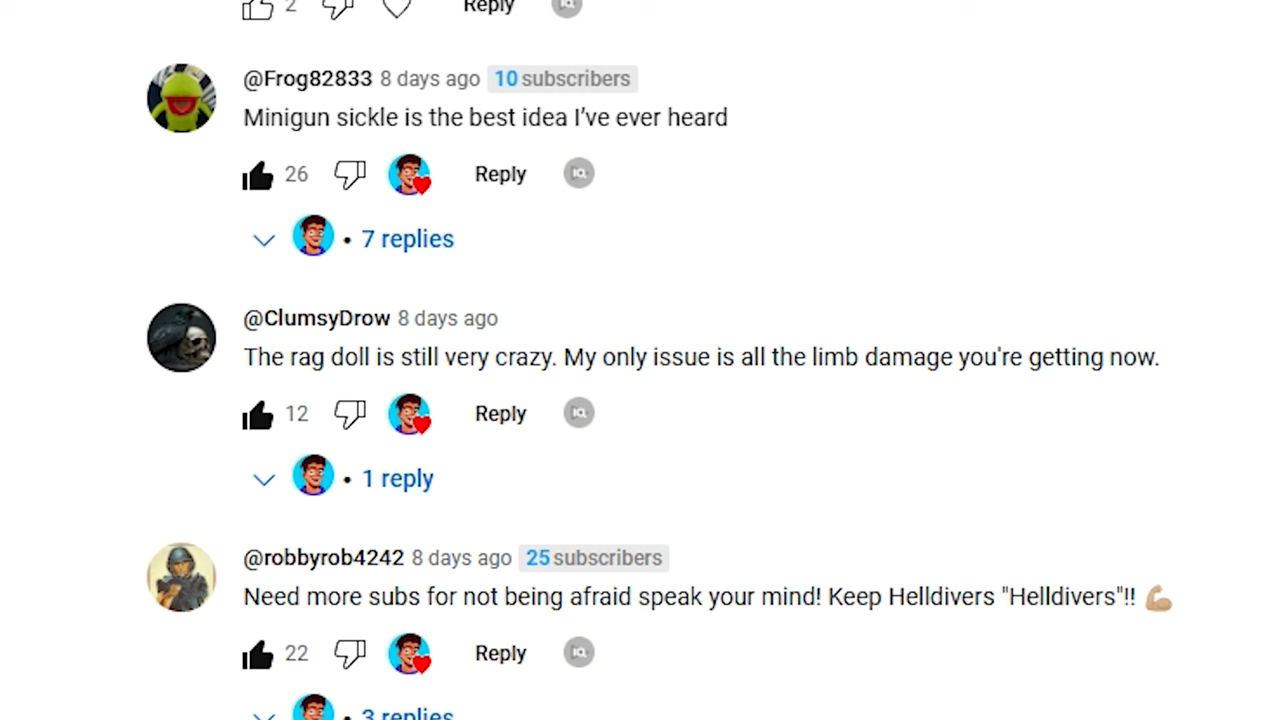 2 Reply
@Frog82833 8 days ago 10 subscribers
Minigun sickle is the best idea I've ever heard
26 Reply IQ
• 7 replies
@ClumsyDrow 8 days ago
The rag doll is still very crazy. My only issue is all the limb damage you're getting now.
12 Reply IQ
• 1 reply
@robbyrob4242 8 days ago 25 subscribers
Need more subs for not being afraid speak your mind! Keep Helldivers "Helldivers"!! 💪🏼
22 Reply IQ
• 3 replies